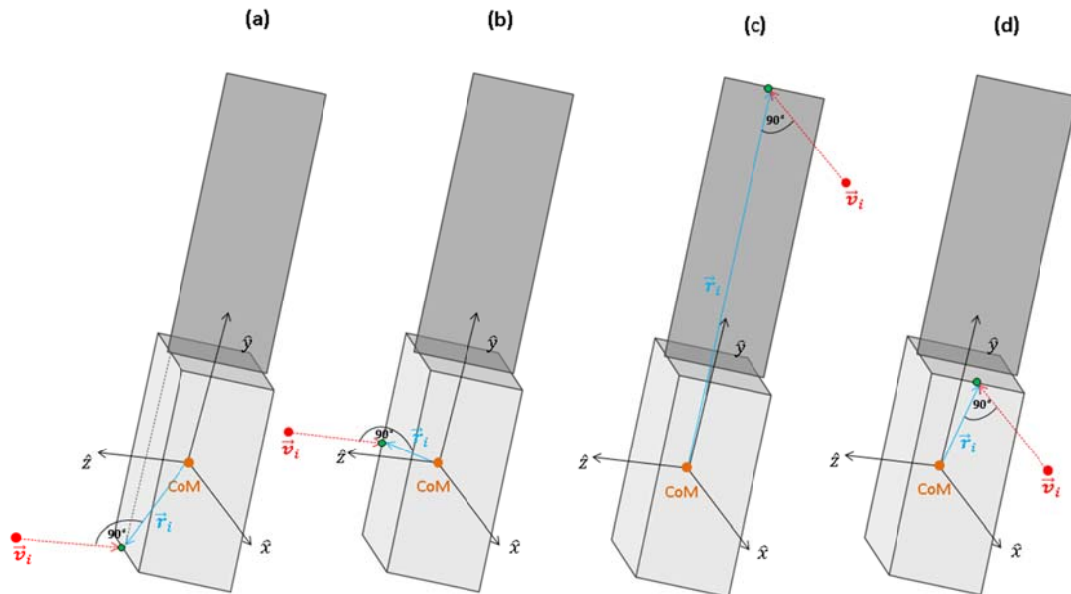 (a)
(b)
(c)
(d)
90°
r⃗ᵢ
v⃗ᵢ
ŷ
ẑ
CoM
x̂
90°
r⃗ᵢ
v⃗ᵢ
ŷ
ẑ
CoM
x̂
90°
r⃗ᵢ
v⃗ᵢ
ŷ
ẑ
CoM
x̂
90°
r⃗ᵢ
v⃗ᵢ
ŷ
ẑ
CoM
x̂